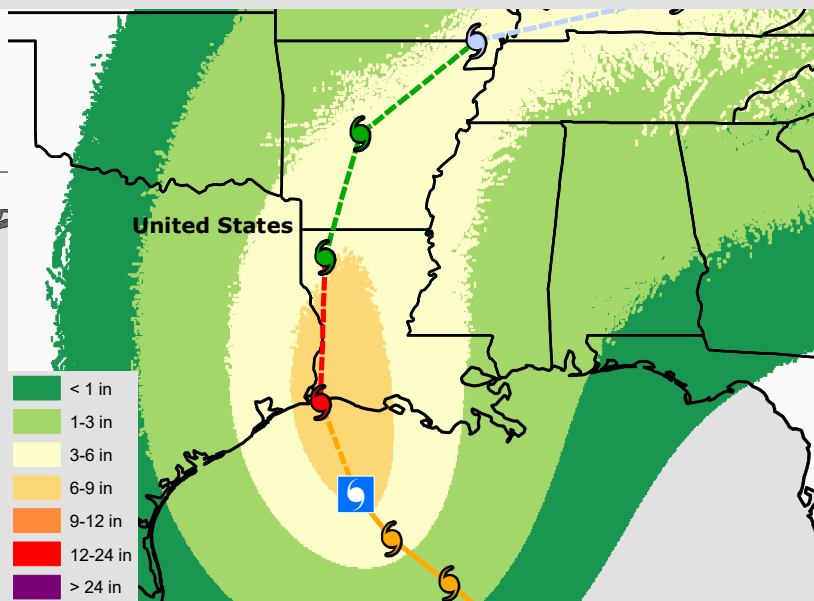 United States
< 1 in
1-3 in
3-6 in
6-9 in
9-12 in
12-24 in
> 24 in